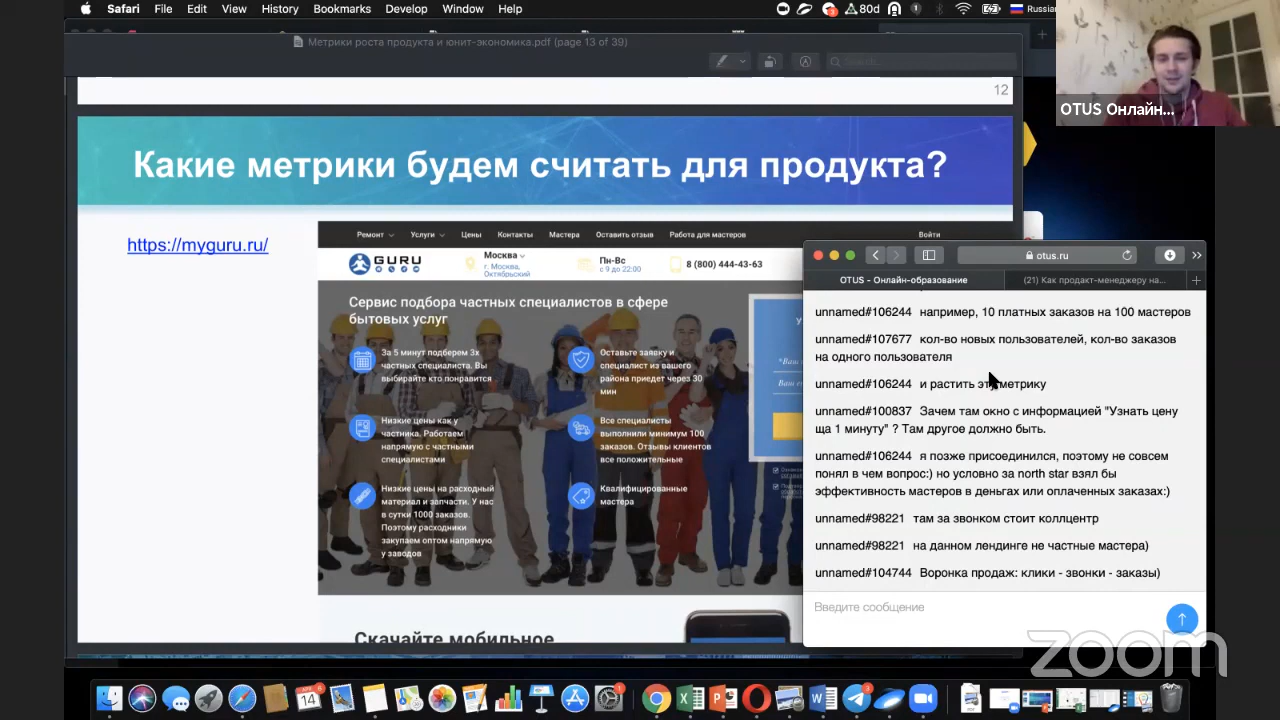 Safari File Edit View History Bookmarks Develop Window Help
80d
Russian
Метрики роста продукта и юнит-экономика.pdf (page 13 of 39)
Search...
12
OTUS Онлайн...
Какие метрики будем считать для продукта?
https://myguru.ru/
Ремонт Услуги Цены Контакты Мастера Оставить отзыв Работа для мастеров Войти
GURU
Москва
г. Москва,
Октябрьский
Пн-Вс
с 9 до 22:00
8 (800) 444-43-63
Сервис подбора частных специалистов в сфере
бытовых услуг
За 5 минут подберем 3х
частных специалиста. Вы
выбирайте кто понравится
Оставьте заявку и
специалист из вашего
района приедет через 30
мин
Низкие цены как у
частника. Работаем
напрямую с частными
специалистами
Все специалисты
выполнили минимум 100
заказов. Отзывы клиентов
все положительные
Низкие цены на расходный
материал и запчасти. У нас
в сутки 1000 заказов.
Поэтому расходники
закупаем оптом напрямую
у заводов
Квалифицированные
мастера
Скачайте мобильное
otus.ru
OTUS - Онлайн-образование
(21) Как продакт-менеджеру на...
unnamed#106244 например, 10 платных заказов на 100 мастеров
unnamed#107677 кол-во новых пользователей, кол-во заказов
на одного пользователя
unnamed#106244 и растить эту метрику
unnamed#100837 Зачем там окно с информацией "Узнать цену
ща 1 минуту" ? Там другое должно быть.
unnamed#106244 я позже присоединился, поэтому не совсем
понял в чем вопрос:) но условно за north star взял бы
эффективность мастеров в деньгах или оплаченных заказах:)
unnamed#98221 там за звонком стоит коллцентр
unnamed#98221 на данном лендинге не частные мастера)
unnamed#104744 Воронка продаж: клики - звонки - заказы)
Введите сообщение
zoom
APR
14